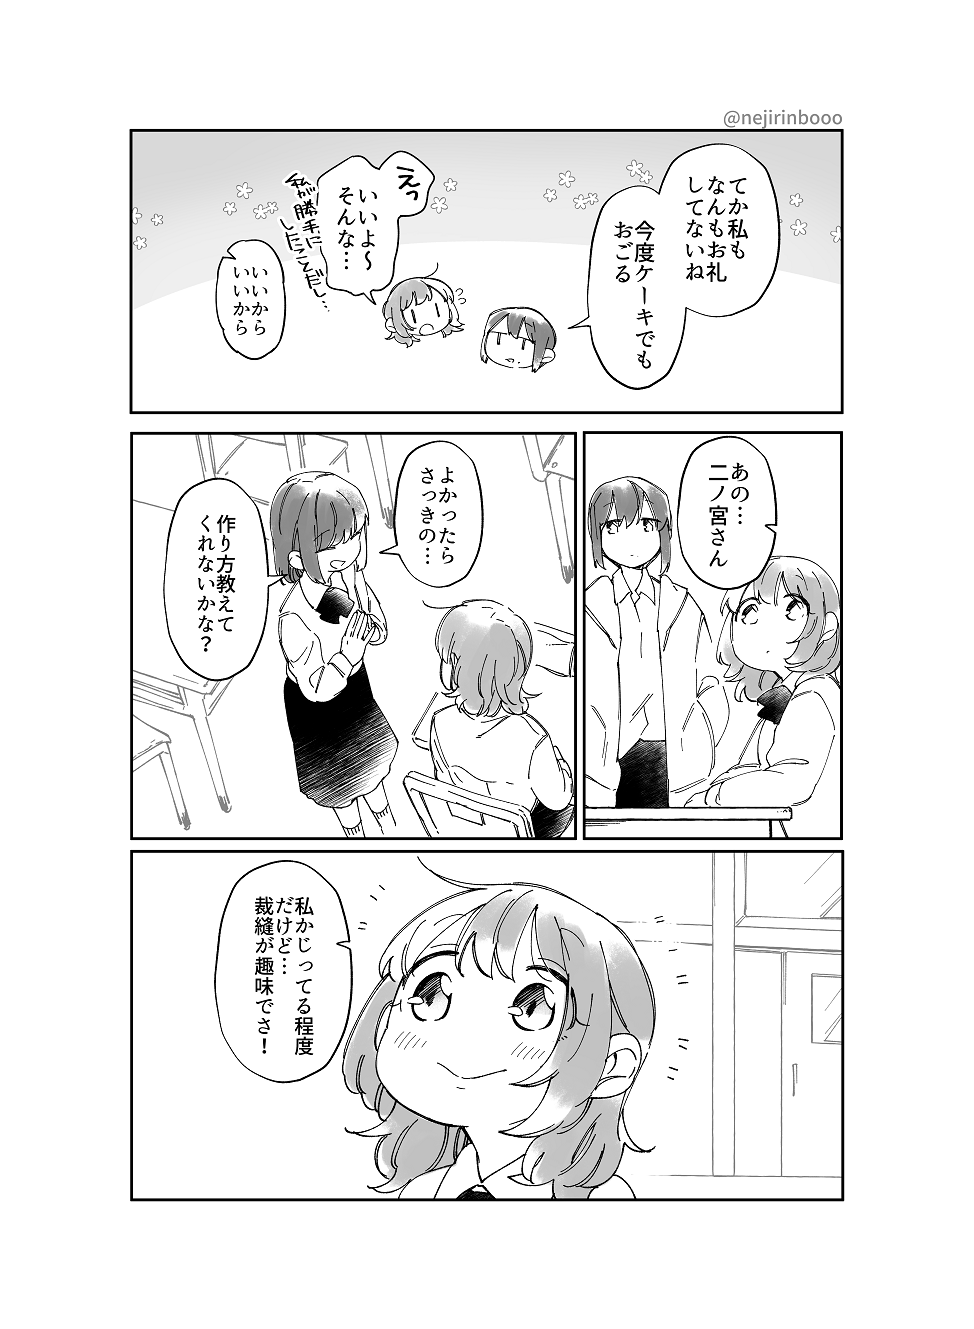 @nejirinbooo
てか私も
なんもお礼
してないね
今度ケーキでも
おごる
えっ
いいよ～
そんな…
私が勝手に
したことだし…
いいから
いいから
あの…
二ノ宮さん
よかったら
さっきの…
作り方教えて
くれないかな？
私かじってる程度
だけど…
裁縫が趣味でさ！